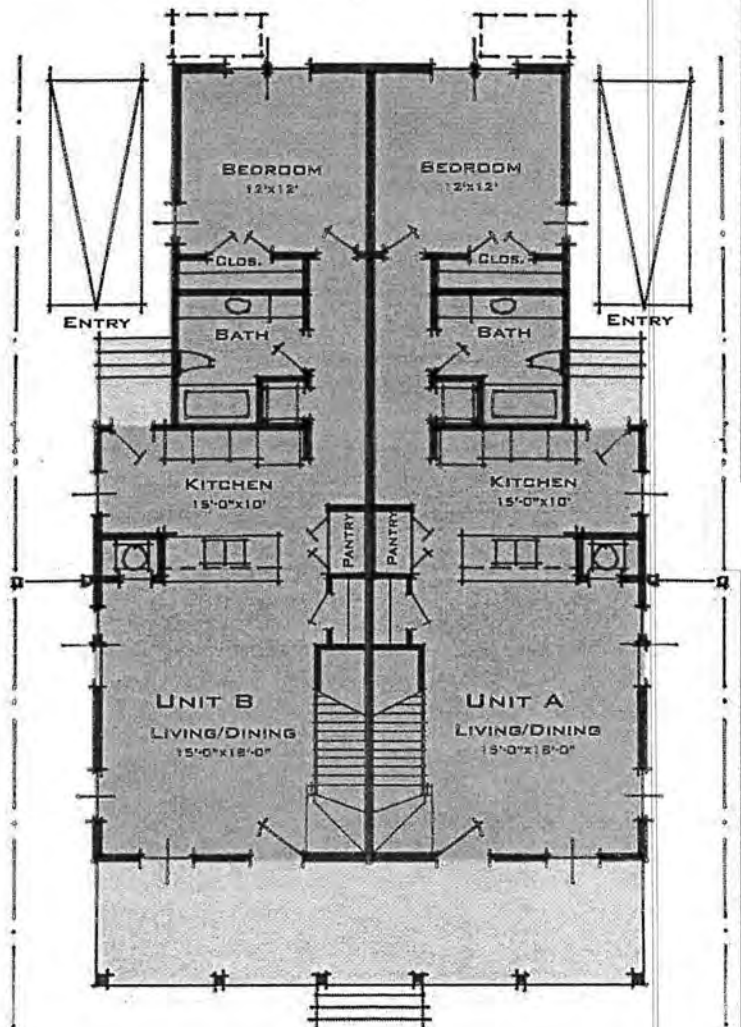 BEDROOM
12'x12'
BEDROOM
12'x12'
CLOS.
CLOS.
ENTRY
ENTRY
BATH
BATH
KITCHEN
15'-0"x10'
KITCHEN
15'-0"x10'
PANTRY
PANTRY
UNIT B
LIVING/DINING
15'-0"x18'-0"
UNIT A
LIVING/DINING
15'-0"x18'-0"